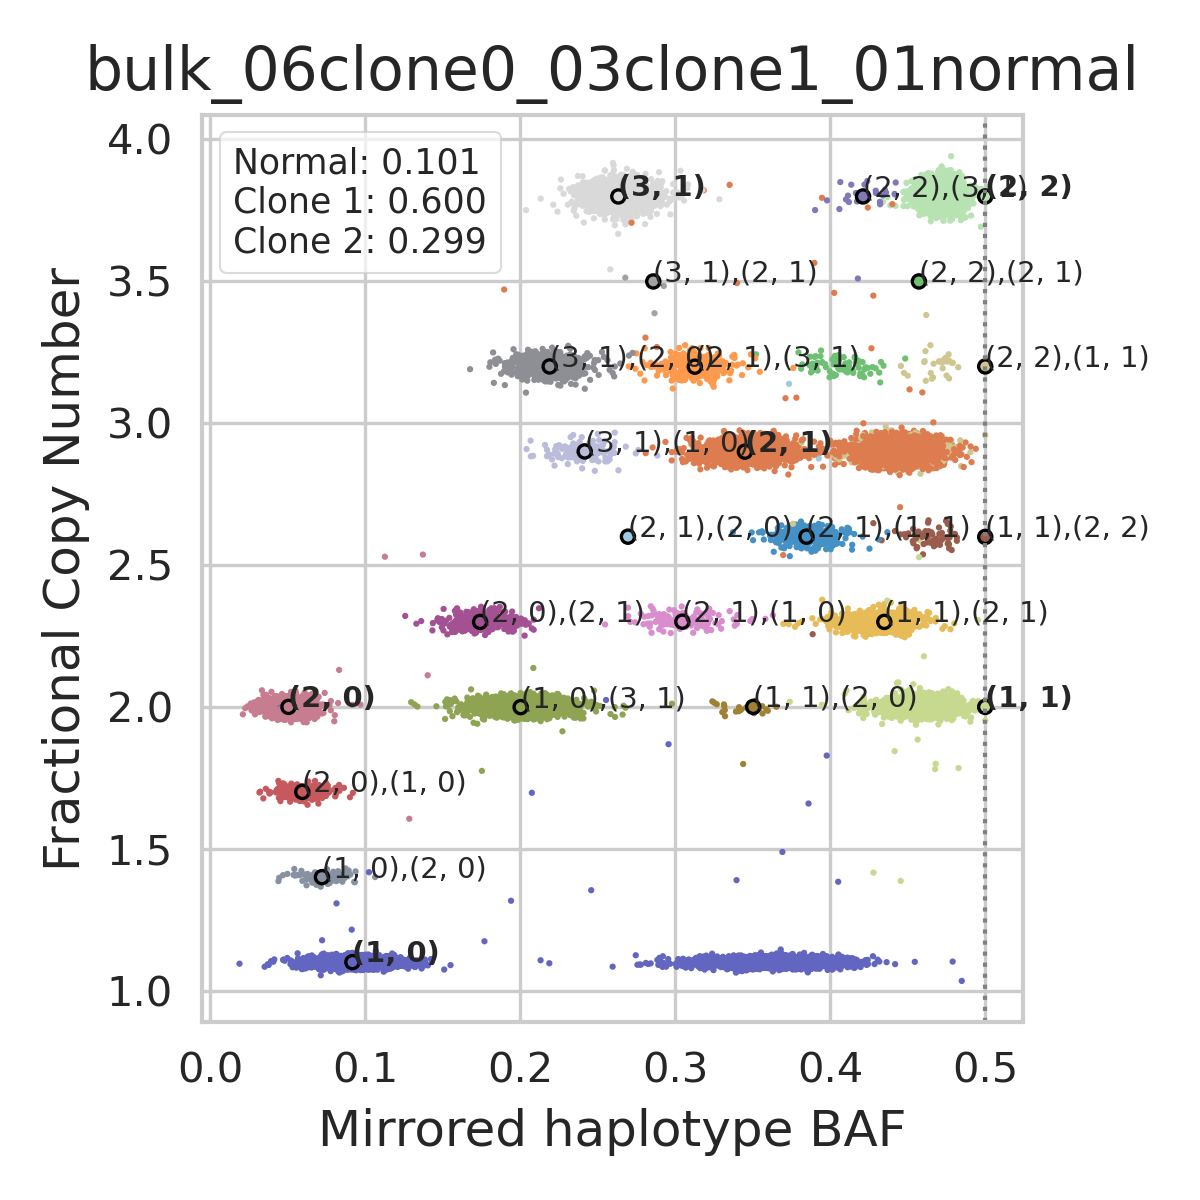 bulk_06clone0_03clone1_01normal
Normal: 0.101
Clone 1: 0.600
Clone 2: 0.299
Fractional Copy Number
4.0
3.5
3.0
2.5
2.0
1.5
1.0
(3, 1)
(2, 2),(3, 1)
(2, 2)
(3, 1),(2, 1)
(2, 2),(2, 1)
(3, 1),(2, 0)
(2, 1),(3, 1)
(2, 2),(1, 1)
(3, 1),(1, 0)
(2, 1)
(2, 1),(2, 0)
(2, 1),(1, 1)
(1, 1),(2, 2)
(2, 0),(2, 1)
(2, 1),(1, 0)
(1, 1),(2, 1)
(2, 0)
(1, 0),(3, 1)
(1, 1),(2, 0)
(1, 1)
(2, 0),(1, 0)
(1, 0),(2, 0)
(1, 0)
0.0 0.1 0.2 0.3 0.4 0.5
Mirrored haplotype BAF